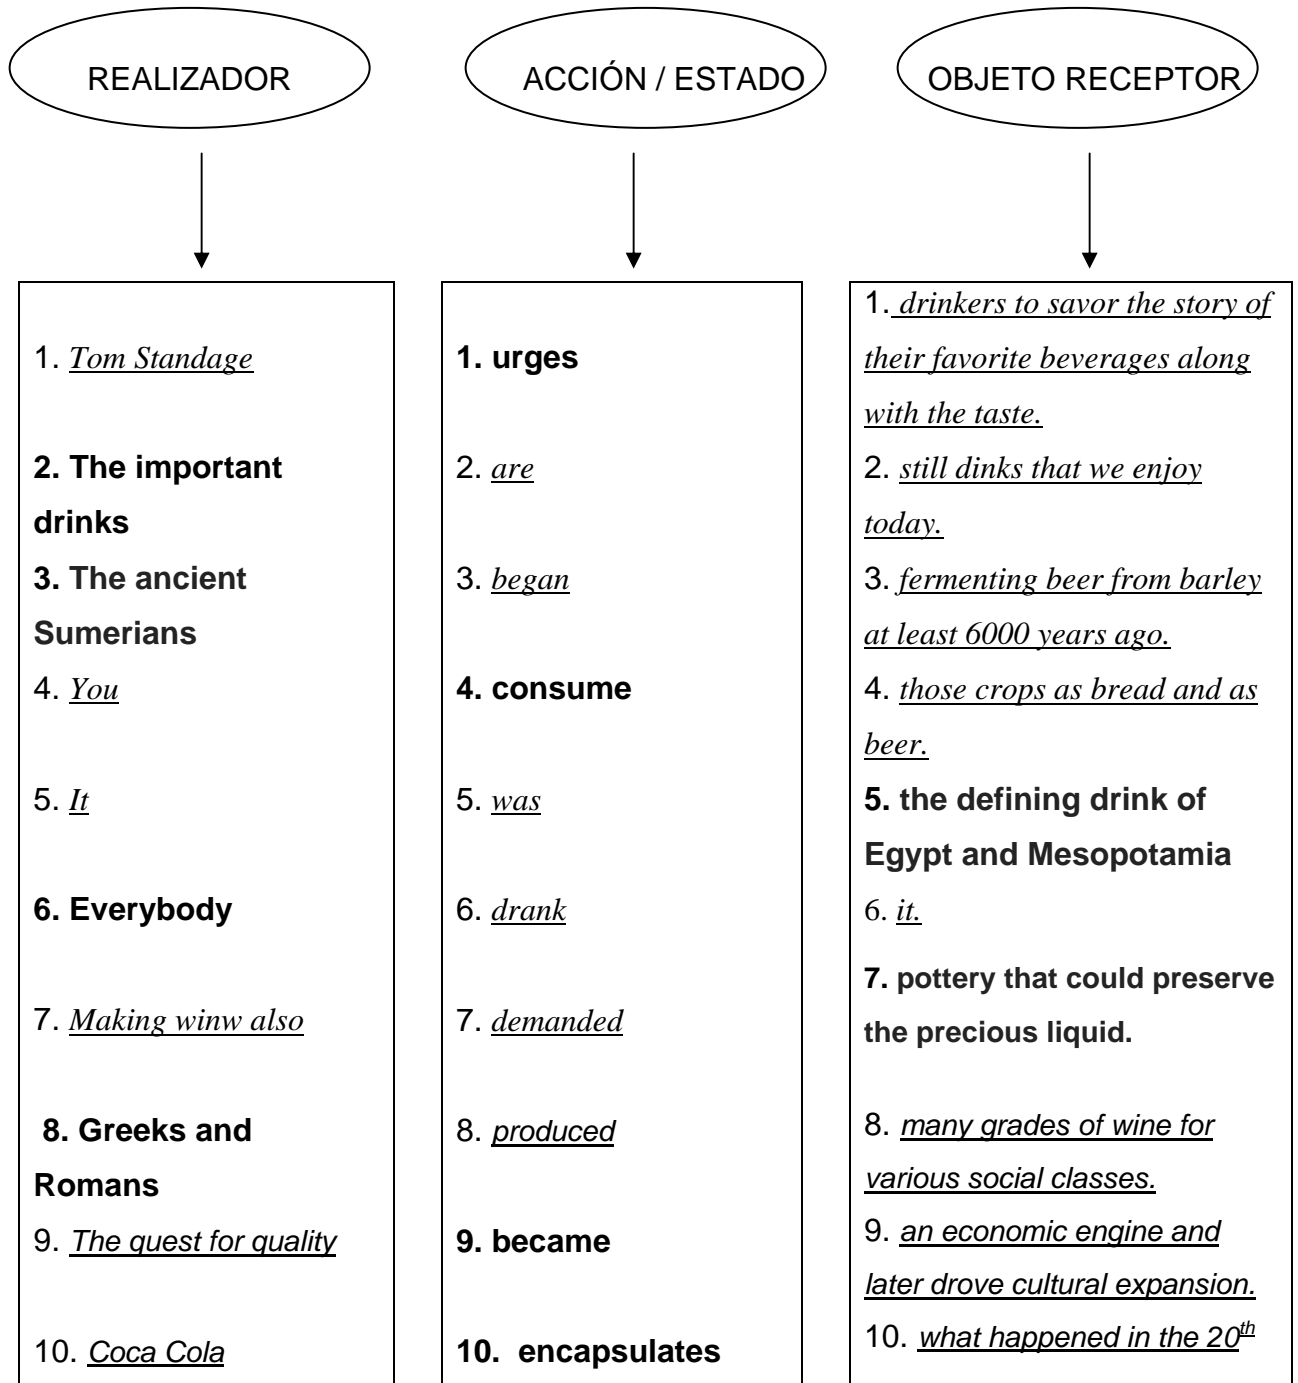 REALIZADOR
ACCIÓN / ESTADO
OBJETO RECEPTOR
1. Tom Standage
2. The important
drinks
3. The ancient
Sumerians
4. You
5. It
6. Everybody
7. Making winw also
8. Greeks and
Romans
9. The quest for quality
10. Coca Cola
1. urges
2. are
3. began
4. consume
5. was
6. drank
7. demanded
8. produced
9. became
10. encapsulates
1. drinkers to savor the story of
their favorite beverages along
with the taste.
2. still dinks that we enjoy
today.
3. fermenting beer from barley
at least 6000 years ago.
4. those crops as bread and as
beer.
5. the defining drink of
Egypt and Mesopotamia
6. it.
7. pottery that could preserve
the precious liquid.
8. many grades of wine for
various social classes.
9. an economic engine and
later drove cultural expansion.
10. what happened in the 20th